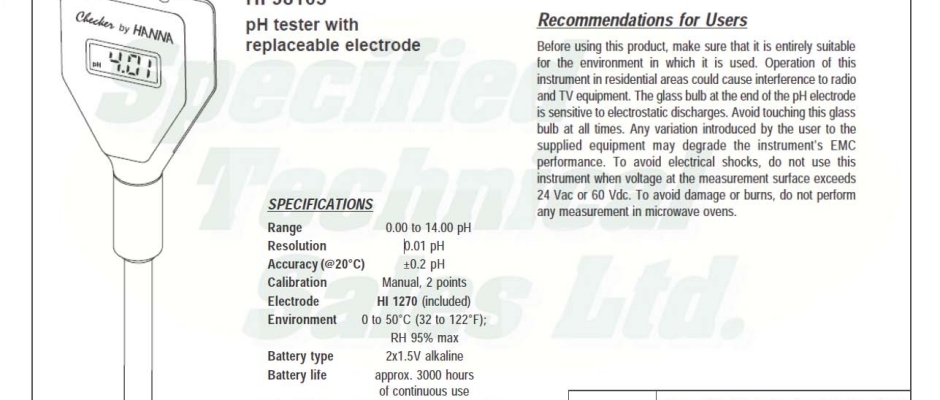 Checker by HANNA
pH 4.01
HI 98103
pH tester with
replaceable electrode
SPECIFICATIONS
Range 0.00 to 14.00 pH
Resolution 0.01 pH
Accuracy (@20°C) ±0.2 pH
Calibration Manual, 2 points
Electrode HI 1270 (included)
Environment 0 to 50°C (32 to 122°F);
RH 95% max
Battery type 2x1.5V alkaline
Battery life approx. 3000 hours
of continuous use
Recommendations for Users
Before using this product, make sure that it is entirely suitable
for the environment in which it is used. Operation of this
instrument in residential areas could cause interference to radio
and TV equipment. The glass bulb at the end of the pH electrode
is sensitive to electrostatic discharges. Avoid touching this glass
bulb at all times. Any variation introduced by the user to the
supplied equipment may degrade the instrument's EMC
performance. To avoid electrical shocks, do not use this
instrument when voltage at the measurement surface exceeds
24 Vac or 60 Vdc. To avoid damage or burns, do not perform
any measurement in microwave ovens.
Specified
Technical
Sales Ltd.